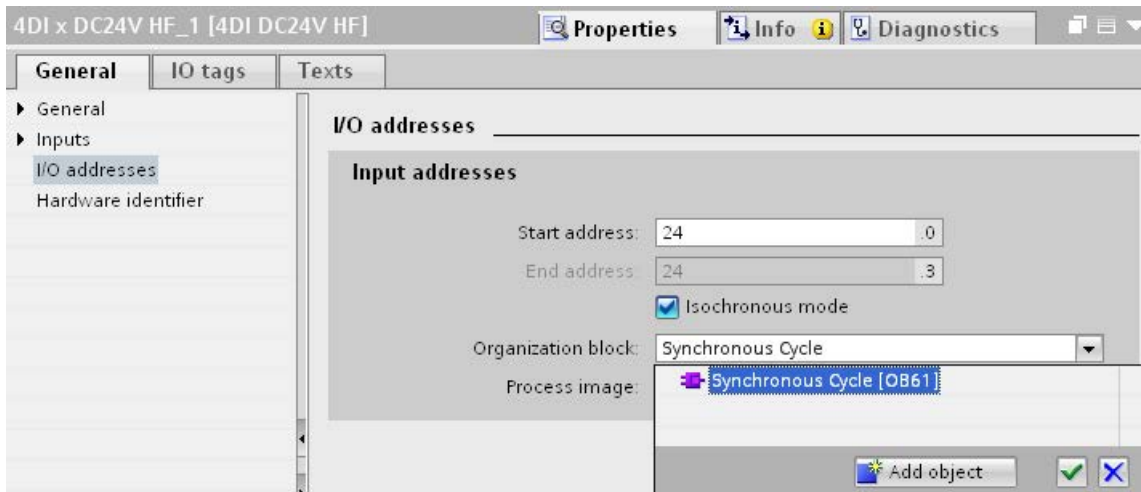 4DI x DC24V HF_1 [4DI DC24V HF]
Properties
Info
Diagnostics
General
IO tags
Texts
General
Inputs
I/O addresses
Hardware identifier
I/O addresses
Input addresses
Start address: 24 .0
End address: 24 .3
Isochronous mode
Organization block: Synchronous Cycle
Process image:
Synchronous Cycle [OB61]
Add object